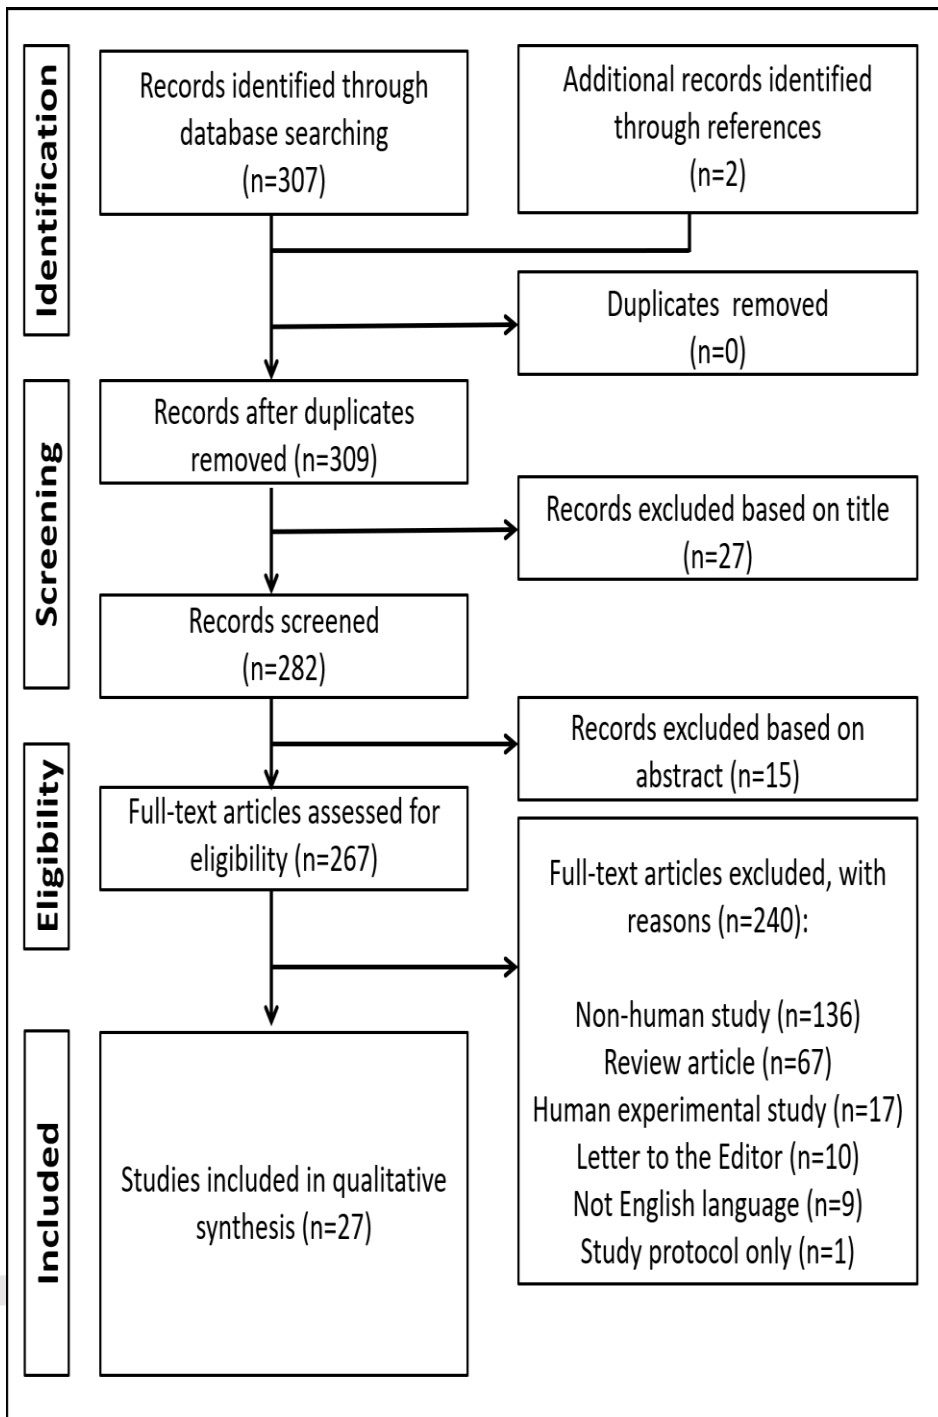 Identification
Records identified through
database searching
(n=307)
Additional records identified
through references
(n=2)
Duplicates removed
(n=0)
Screening
Records after duplicates
removed (n=309)
Records excluded based on title
(n=27)
Records screened
(n=282)
Eligibility
Records excluded based on
abstract (n=15)
Full-text articles assessed for
eligibility (n=267)
Full-text articles excluded, with
reasons (n=240):
Non-human study (n=136)
Review article (n=67)
Human experimental study (n=17)
Letter to the Editor (n=10)
Not English language (n=9)
Study protocol only (n=1)
Included
Studies included in qualitative
synthesis (n=27)